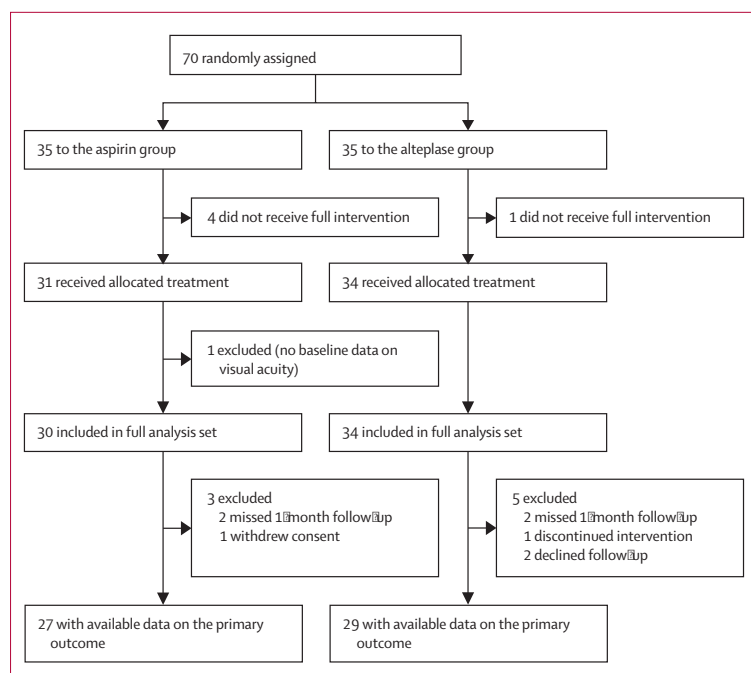 70 randomly assigned
35 to the aspirin group
35 to the alteplase group
4 did not receive full intervention
1 did not receive full intervention
31 received allocated treatment
34 received allocated treatment
1 excluded (no baseline data on
visual acuity)
30 included in full analysis set
34 included in full analysis set
3 excluded
2 missed 1�month follow�up
1 withdrew consent
5 excluded
2 missed 1�month follow�up
1 discontinued intervention
2 declined follow�up
27 with available data on the primary
outcome
29 with available data on the primary
outcome